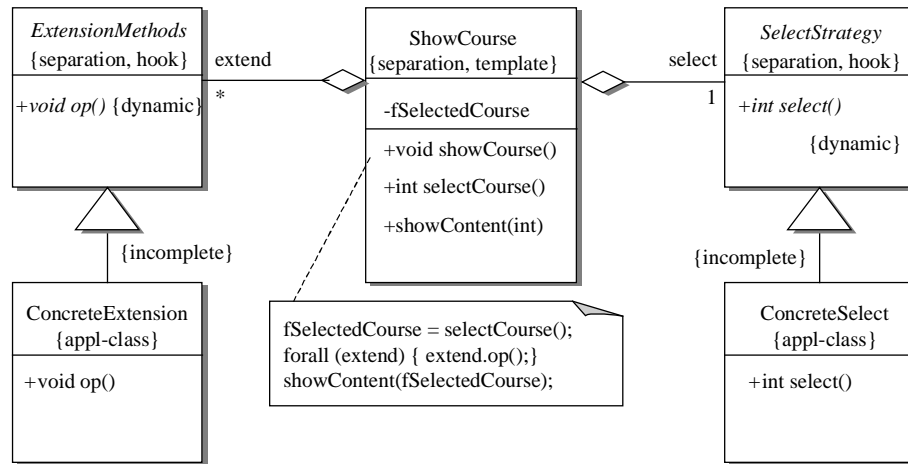 ExtensionMethods
{separation, hook}
+void op() {dynamic}
extend
*
ShowCourse
{separation, template}
-fSelectedCourse
+void showCourse()
+int selectCourse()
+showContent(int)
select
1
SelectStrategy
{separation, hook}
+int select()
{dynamic}
{incomplete}
{incomplete}
ConcreteExtension
{appl-class}
+void op()
fSelectedCourse = selectCourse();
forall (extend) { extend.op();}
showContent(fSelectedCourse);
ConcreteSelect
{appl-class}
+int select()